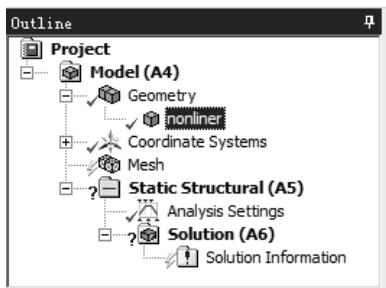 Outline
Project
Model (A4)
Geometry
nonliner
Coordinate Systems
Mesh
Static Structural (A5)
Analysis Settings
Solution (A6)
Solution Information